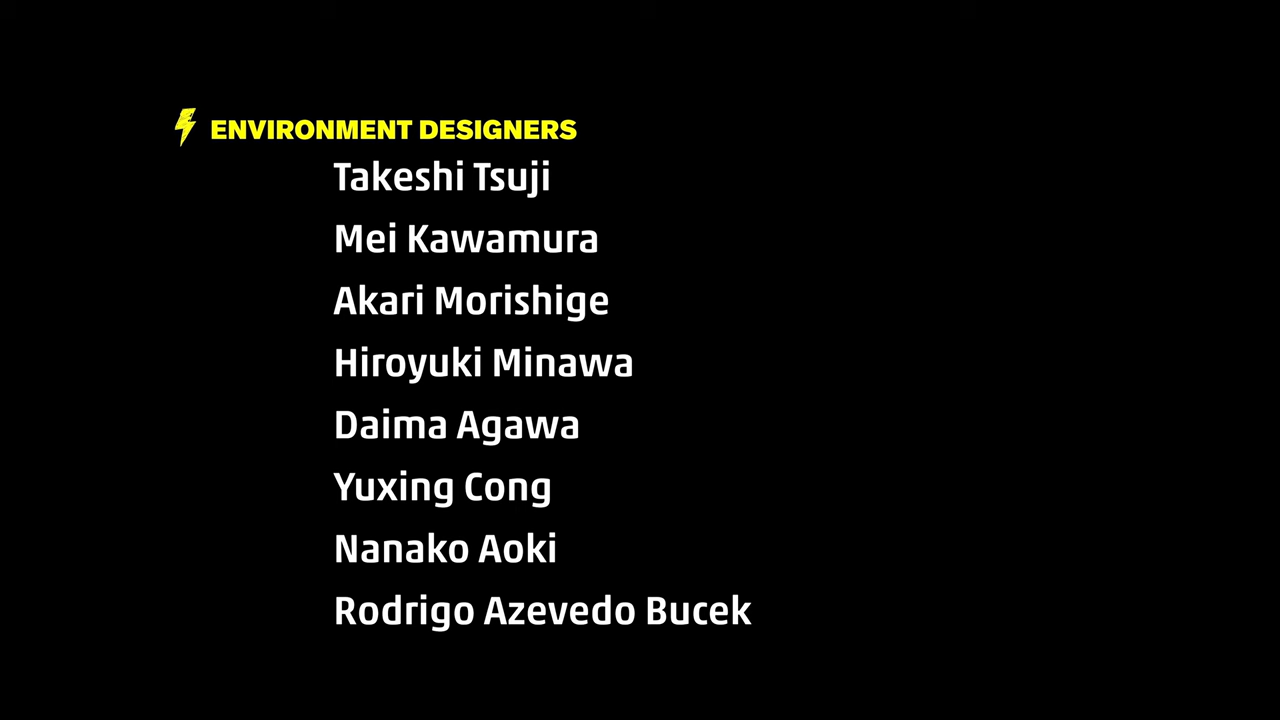 ENVIRONMENT DESIGNERS
Takeshi Tsuji
Mei Kawamura
Akari Morishige
Hiroyuki Minawa
Daima Agawa
Yuxing Cong
Nanako Aoki
Rodrigo Azevedo Bucek